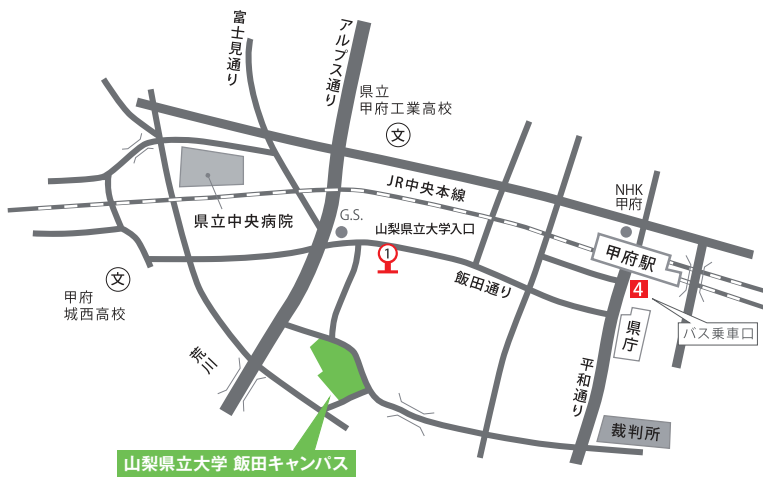 富士見通り
アルプス通り
県立
甲府工業高校
文
JR中央本線
NHK
甲府
県立中央病院
G.S.
山梨県立大学入口
1
甲府駅
文
甲府
城西高校
飯田通り
4
バス乗車口
県庁
荒川
平和通り
裁判所
山梨県立大学 飯田キャンパス